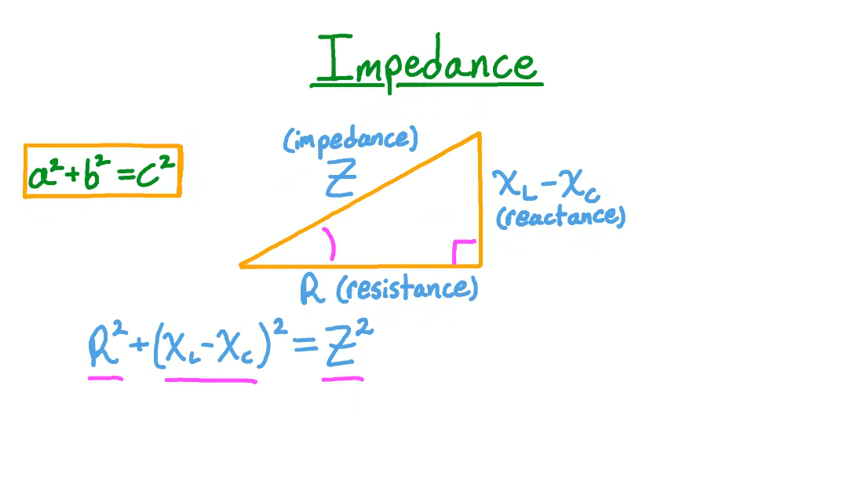 Impedance
(impedance)
Z
a² + b² = c²
X_L − X_C
(reactance)
R (resistance)
R² + (X_L − X_C)² = Z²